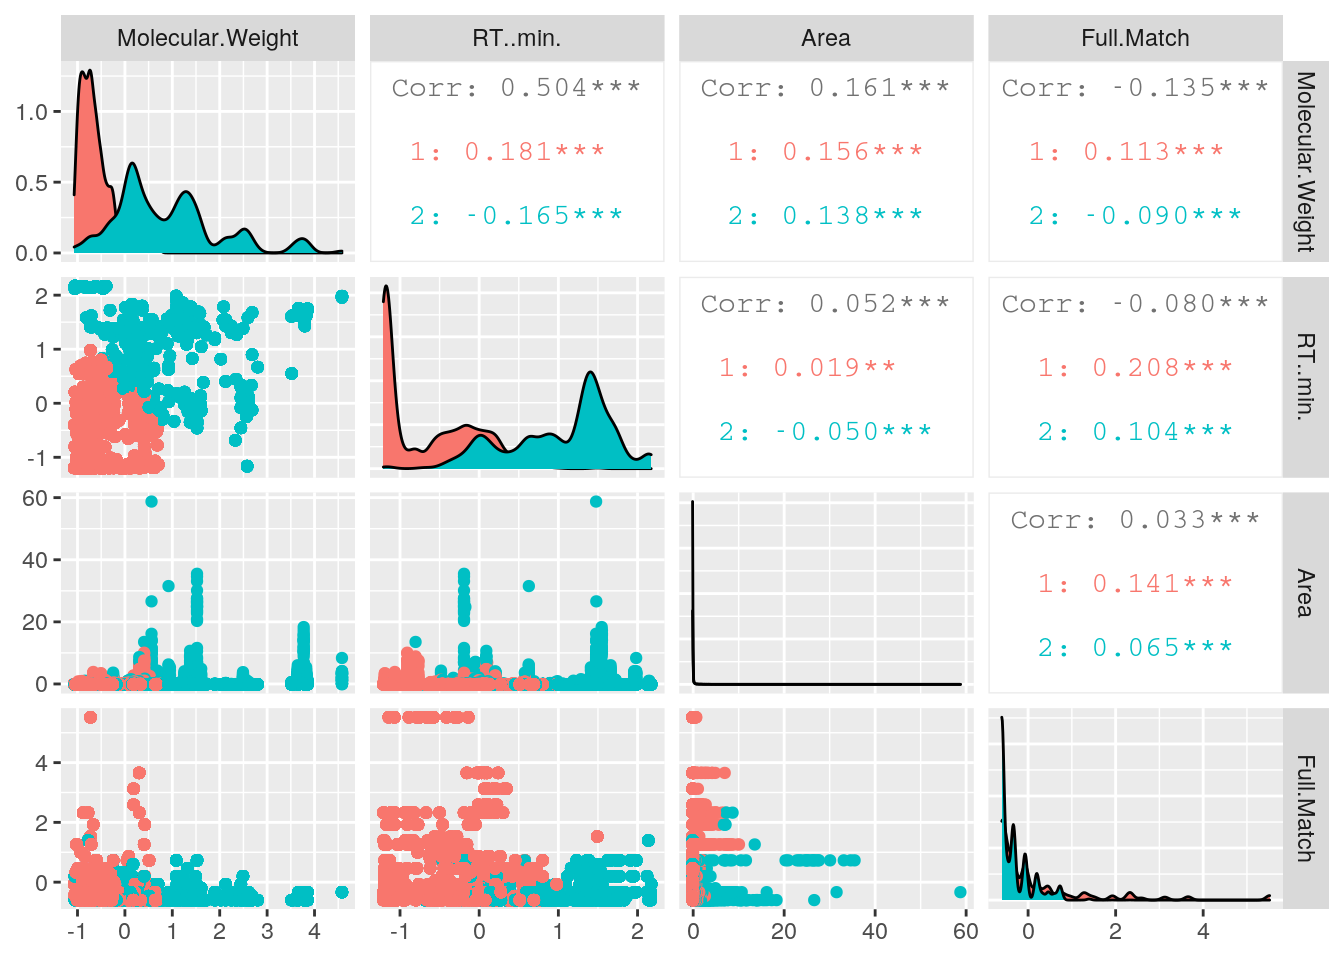 Molecular.Weight RT..min. Area Full.Match
1.0
0.5
0.0
Corr: 0.504***
1: 0.181***
2: -0.165***
Corr: 0.161***
1: 0.156***
2: 0.138***
Corr: -0.135***
1: 0.113***
2: -0.090***
Molecular.Weight
2
1
0
-1
Corr: 0.052***
1: 0.019**
2: -0.050***
Corr: -0.080***
1: 0.208***
2: 0.104***
RT..min.
60
40
20
0
Corr: 0.033***
1: 0.141***
2: 0.065***
Area
4
2
0
Full.Match
-1 0 1 2 3 4
-1 0 1 2
0 20 40 60
0 2 4